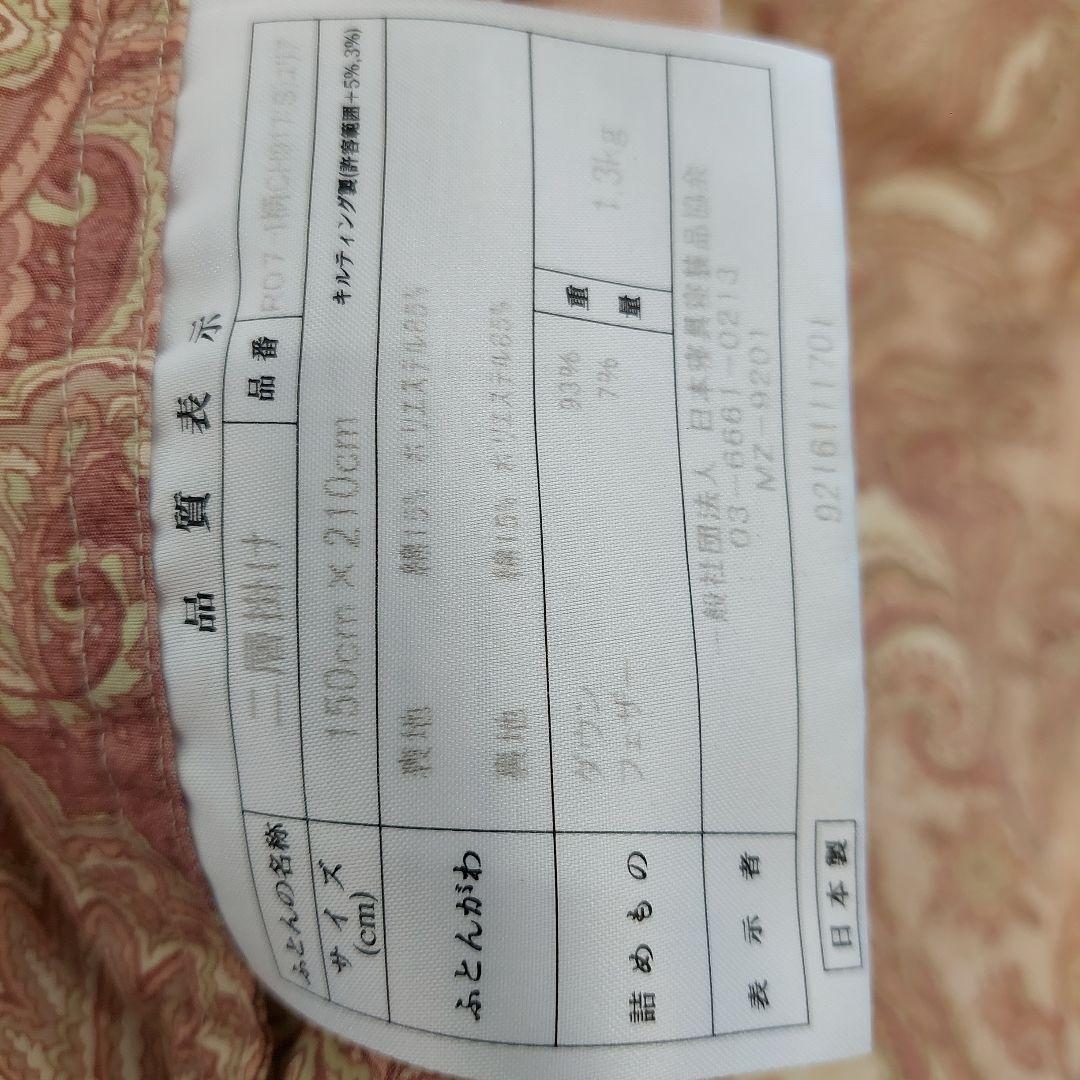 品質表示
ふとんの名称 二層掛け 品番
サイズ(cm) 150cm × 210cm キルティング製(許容範囲+5%,3%)
ふとんがわ 表地 綿15% ポリエステル85%
裏地 綿15% ポリエステル85%
詰めもの ダウン 93%
フェザー 7%
重量 1.3kg
表示者 一般社団法人 日本寝具寝装品協会
03-6661-0213
MZ-9201
日本製 9216111701